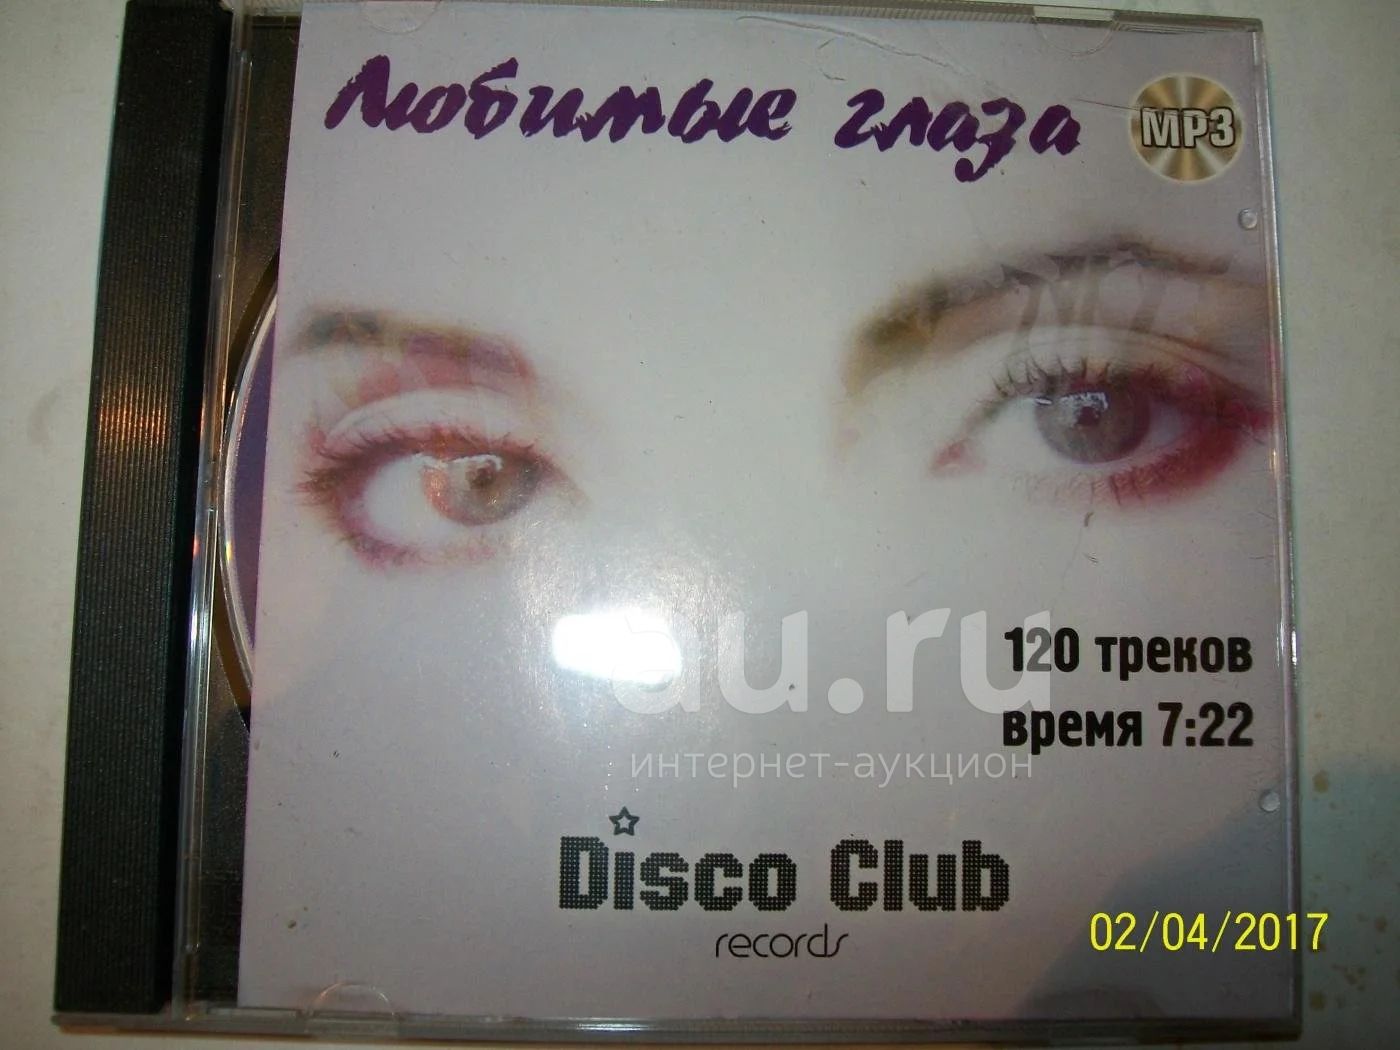 Любимые глаза
MP3
120 треков
время 7:22
au.ru
интернет-аукцион
Disco Club
records
02/04/2017